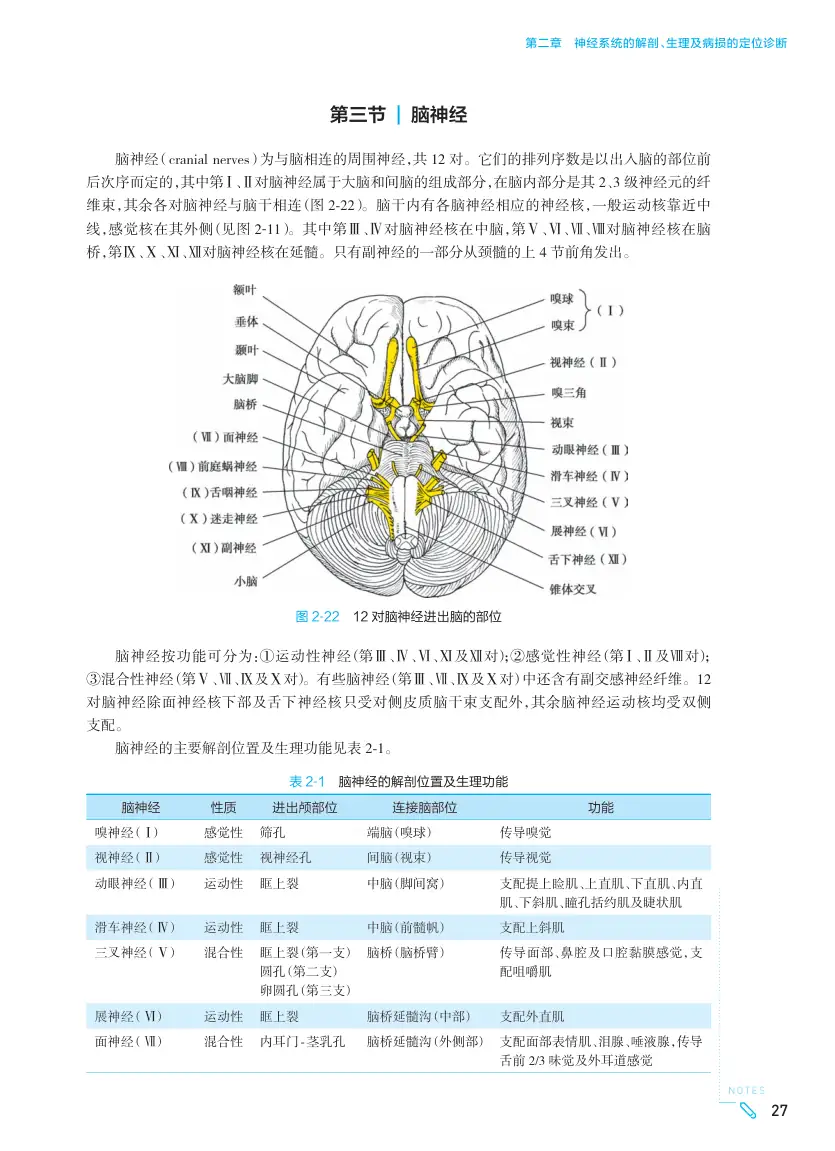 第二章 神经系统的解剖、生理及病损的定位诊断
第三节 | 脑神经
脑神经(cranial nerves)为与脑相连的周围神经,共 12 对。它们的排列序数是以出入脑的部位前
后次序而定的,其中第Ⅰ、Ⅱ对脑神经属于大脑和间脑的组成部分,在脑内部分是其 2、3 级神经元的纤
维束,其余各对脑神经与脑干相连(图 2-22)。脑干内有各脑神经相应的神经核,一般运动核靠近中
线,感觉核在其外侧(见图 2-11)。其中第Ⅲ、Ⅳ对脑神经核在中脑,第Ⅴ、Ⅵ、Ⅶ、Ⅷ对脑神经核在脑
桥,第Ⅸ、Ⅹ、Ⅺ、Ⅻ对脑神经核在延髓。只有副神经的一部分从颈髓的上 4 节前角发出。
额叶
垂体
颞叶
大脑脚
脑桥
(Ⅶ)面神经
(Ⅷ)前庭蜗神经
(Ⅸ)舌咽神经
(Ⅹ)迷走神经
(Ⅺ)副神经
小脑
嗅球
(Ⅰ)
嗅束
视神经(Ⅱ)
嗅三角
视束
动眼神经(Ⅲ)
滑车神经(Ⅳ)
三叉神经(Ⅴ)
展神经(Ⅵ)
舌下神经(Ⅻ)
锥体交叉
图 2-22 12 对脑神经进出脑的部位
脑神经按功能可分为:①运动性神经(第Ⅲ、Ⅳ、Ⅵ、Ⅺ及Ⅻ对);②感觉性神经(第Ⅰ、Ⅱ及Ⅷ对);
③混合性神经(第Ⅴ、Ⅶ、Ⅸ及Ⅹ对)。有些脑神经(第Ⅲ、Ⅶ、Ⅸ及Ⅹ对)中还含有副交感神经纤维。12
对脑神经除面神经核下部及舌下神经核只受对侧皮质脑干束支配外,其余脑神经运动核均受双侧
支配。
脑神经的主要解剖位置及生理功能见表 2-1。
表 2-1 脑神经的解剖位置及生理功能
脑神经 性质 进出颅部位 连接脑部位 功能
嗅神经(Ⅰ) 感觉性 筛孔 端脑(嗅球) 传导嗅觉
视神经(Ⅱ) 感觉性 视神经孔 间脑(视束) 传导视觉
动眼神经(Ⅲ) 运动性 眶上裂 中脑(脚间窝) 支配提上睑肌、上直肌、下直肌、内直
肌、下斜肌、瞳孔括约肌及睫状肌
滑车神经(Ⅳ) 运动性 眶上裂 中脑(前髓帆) 支配上斜肌
三叉神经(Ⅴ) 混合性 眶上裂(第一支) 脑桥(脑桥臂) 传导面部、鼻腔及口腔黏膜感觉,支
圆孔(第二支) 配咀嚼肌
卵圆孔(第三支)
展神经(Ⅵ) 运动性 眶上裂 脑桥延髓沟(中部) 支配外直肌
面神经(Ⅶ) 混合性 内耳门-茎乳孔 脑桥延髓沟(外侧部) 支配面部表情肌、泪腺、唾液腺,传导
舌前 2/3 味觉及外耳道感觉
NOTES
27